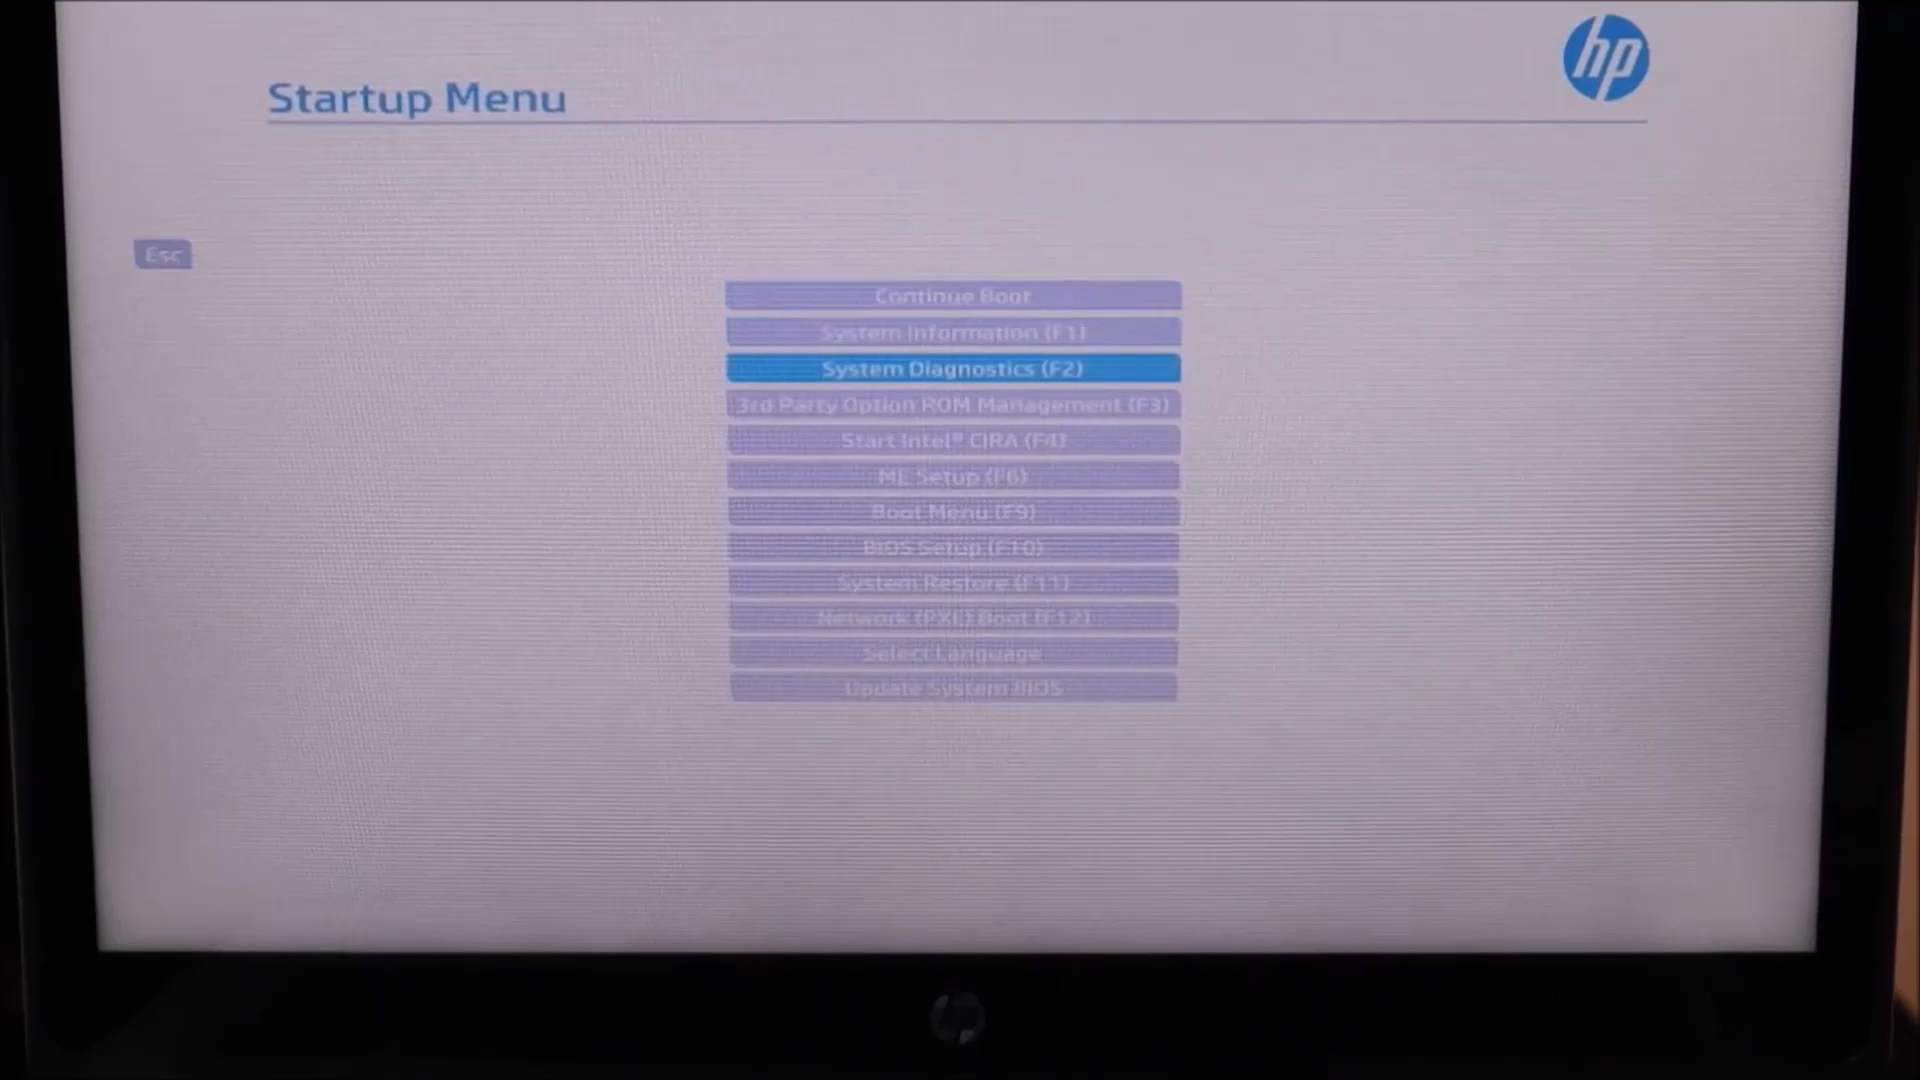 hp
Startup Menu
Esc
Continue Boot
System Information (F1)
System Diagnostics (F2)
3rd Party Option ROM Management (F3)
Start Intel® CIRA (F4)
ME Setup (F6)
Boot Menu (F9)
BIOS Setup (F10)
System Restore (F11)
Network (PXE) Boot (F12)
Select Language
Update System BIOS
hp